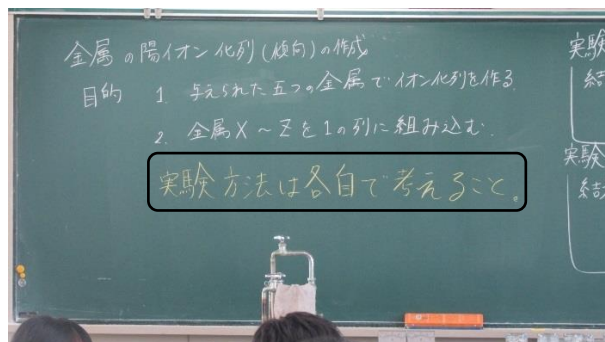 金属の陽イオン化列(傾向)の作成
目的 1. 与えられた五つの金属でイオン化列を作る.
2. 金属X～Zを1の列に組み込む.
実験方法は各自で考えること。
実験
結
実験
結